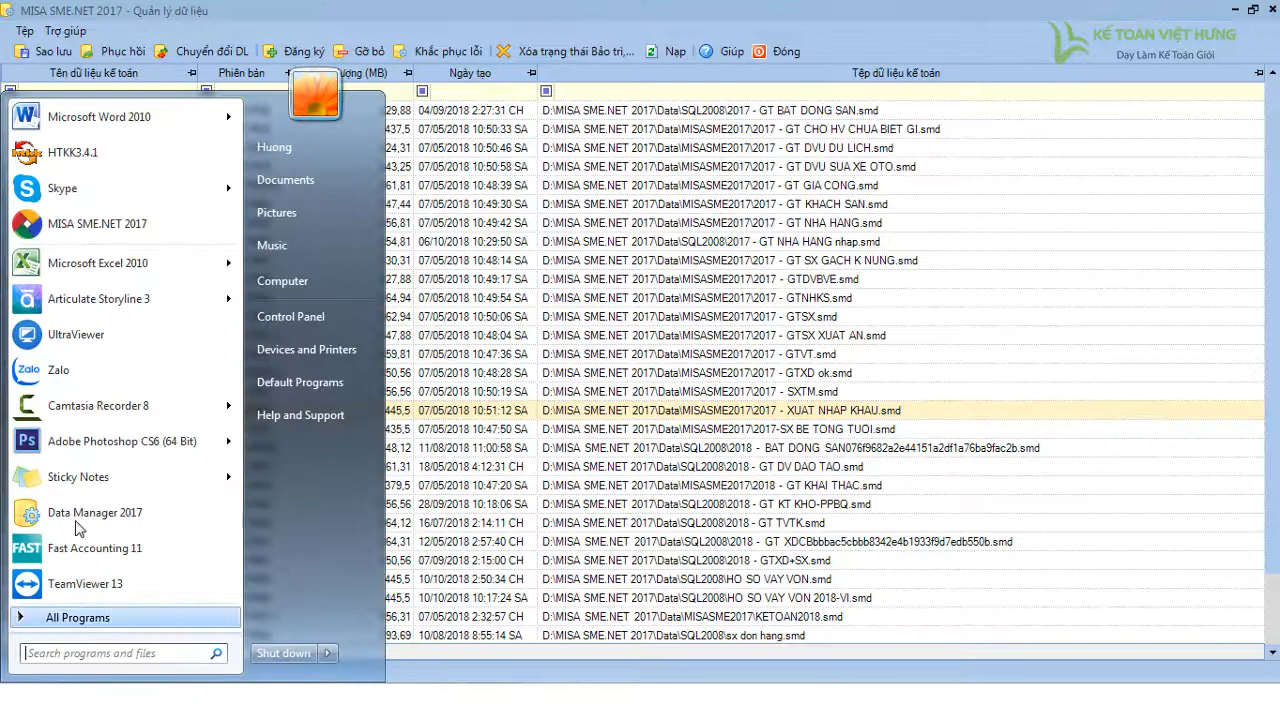 MISA SME.NET 2017 - Quản lý dữ liệu
Tệp Trợ giúp
Sao lưu Phục hồi Chuyển đổi DL Đăng ký Gỡ bỏ Khắc phục lỗi Xóa trạng thái Bảo trì,... Nạp Giúp Đóng
KẾ TOÁN VIỆT HƯNG
Dạy Làm Kế Toán Giỏi
Tên dữ liệu kế toán Phiên bản (MB) Ngày tạo Tệp dữ liệu kế toán
29,88 04/09/2018 2:27:31 CH D:\MISA SME.NET 2017\Data\SQL2008\2017 - GT BAT DONG SAN.smd
437,5 07/05/2018 10:50:33 SA D:\MISA SME.NET 2017\Data\MISASME2017\2017 - GT CHO HV CHUA BIET GI.smd
24,31 07/05/2018 10:50:46 SA D:\MISA SME.NET 2017\Data\MISASME2017\2017 - GT DVU DU LICH.smd
43,25 07/05/2018 10:50:58 SA D:\MISA SME.NET 2017\Data\MISASME2017\2017 - GT DVU SUA XE OTO.smd
61,81 07/05/2018 10:48:39 SA D:\MISA SME.NET 2017\Data\MISASME2017\2017 - GT GIA CONG.smd
47,44 07/05/2018 10:49:30 SA D:\MISA SME.NET 2017\Data\MISASME2017\2017 - GT KHACH SAN.smd
56,81 07/05/2018 10:49:42 SA D:\MISA SME.NET 2017\Data\MISASME2017\2017 - GT NHA HANG.smd
54,81 06/10/2018 10:29:50 SA D:\MISA SME.NET 2017\Data\SQL2008\2017 - GT NHA HANG nhap.smd
30,31 07/05/2018 10:48:14 SA D:\MISA SME.NET 2017\Data\MISASME2017\2017 - GT SX GACH K NUNG.smd
27,88 07/05/2018 10:49:17 SA D:\MISA SME.NET 2017\Data\MISASME2017\2017 - GTDVBVE.smd
64,94 07/05/2018 10:49:54 SA D:\MISA SME.NET 2017\Data\MISASME2017\2017 - GTNHKS.smd
62,94 07/05/2018 10:50:06 SA D:\MISA SME.NET 2017\Data\MISASME2017\2017 - GTSX.smd
47,88 07/05/2018 10:48:04 SA D:\MISA SME.NET 2017\Data\MISASME2017\2017 - GTSX XUAT AN.smd
59,81 07/05/2018 10:47:36 SA D:\MISA SME.NET 2017\Data\MISASME2017\2017 - GTVT.smd
50,56 07/05/2018 10:48:28 SA D:\MISA SME.NET 2017\Data\MISASME2017\2017 - GTXD ok.smd
56,56 07/05/2018 10:50:19 SA D:\MISA SME.NET 2017\Data\MISASME2017\2017 - SXTM.smd
445,5 07/05/2018 10:51:12 SA D:\MISA SME.NET 2017\Data\MISASME2017\2017 - XUAT NHAP KHAU.smd
435,5 07/05/2018 10:47:50 SA D:\MISA SME.NET 2017\Data\MISASME2017\2017-SX BE TONG TUOI.smd
48,12 11/08/2018 11:00:58 SA D:\MISA SME.NET 2017\Data\SQL2008\2018 - BAT DONG SAN076f9682a2e44151a2df1a76ba9fac2b.smd
61,31 18/05/2018 4:12:31 CH D:\MISA SME.NET 2017\Data\SQL2008\2018 - GT DV DAO TAO.smd
379,5 07/05/2018 10:47:20 SA D:\MISA SME.NET 2017\Data\SQL2008\2018 - GT KHAI THAC.smd
56,56 28/09/2018 10:18:06 SA D:\MISA SME.NET 2017\Data\SQL2008\2018 - GT KT KHO-PPBQ.smd
64,12 16/07/2018 2:14:11 CH D:\MISA SME.NET 2017\Data\SQL2008\2018 - GT TVTK.smd
64,31 12/05/2018 2:57:40 CH D:\MISA SME.NET 2017\Data\SQL2008\2018 - GT XDCBbbbac5cbbb8342e4b1933f9d7edb550b.smd
07/09/2018 2:15:00 CH D:\MISA SME.NET 2017\Data\SQL2008\2018 - GTXD+SX.smd
445,5 10/10/2018 2:50:34 CH D:\MISA SME.NET 2017\Data\SQL2008\HO SO VAY VON.smd
445,5 10/10/2018 10:17:24 SA D:\MISA SME.NET 2017\Data\SQL2008\HO SO VAY VON 2018-VI.smd
56,31 07/05/2018 2:32:57 CH D:\MISA SME.NET 2017\Data\MISASME2017\KETOAN2018.smd
93,69 10/08/2018 8:55:14 SA D:\MISA SME.NET 2017\Data\SQL2008\sx don hang.smd
Microsoft Word 2010
HTKK3.4.1
Skype
MISA SME.NET 2017
Microsoft Excel 2010
Articulate Storyline 3
UltraViewer
Zalo
Camtasia Recorder 8
Adobe Photoshop CS6 (64 Bit)
Sticky Notes
Data Manager 2017
Fast Accounting 11
TeamViewer 13
All Programs
Search programs and files
Huong
Documents
Pictures
Music
Computer
Control Panel
Devices and Printers
Default Programs
Help and Support
Shut down